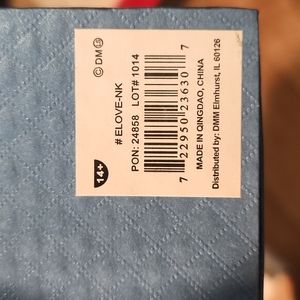 © DM 19
14+
#ELOVE-NK
PON: 24858 LOT# 1014
7 22950 23630 7
MADE IN QINGDAO, CHINA
Distributed by: DMM Elmhurst, IL 60126